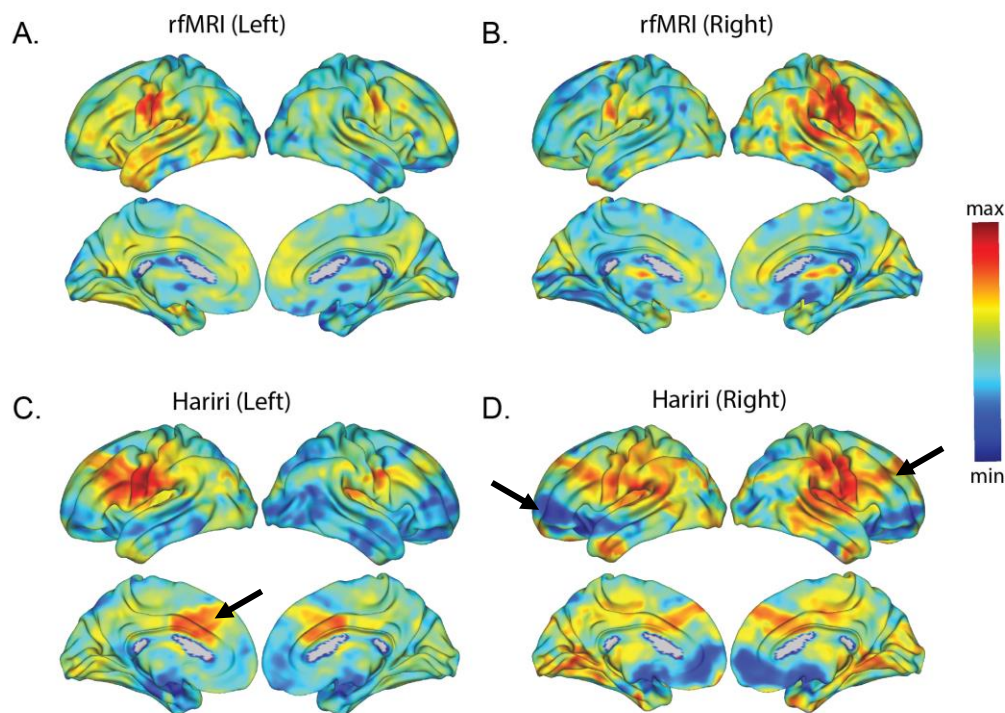 A.
rfMRI (Left)
B.
rfMRI (Right)
max
min
C.
Hariri (Left)
D.
Hariri (Right)